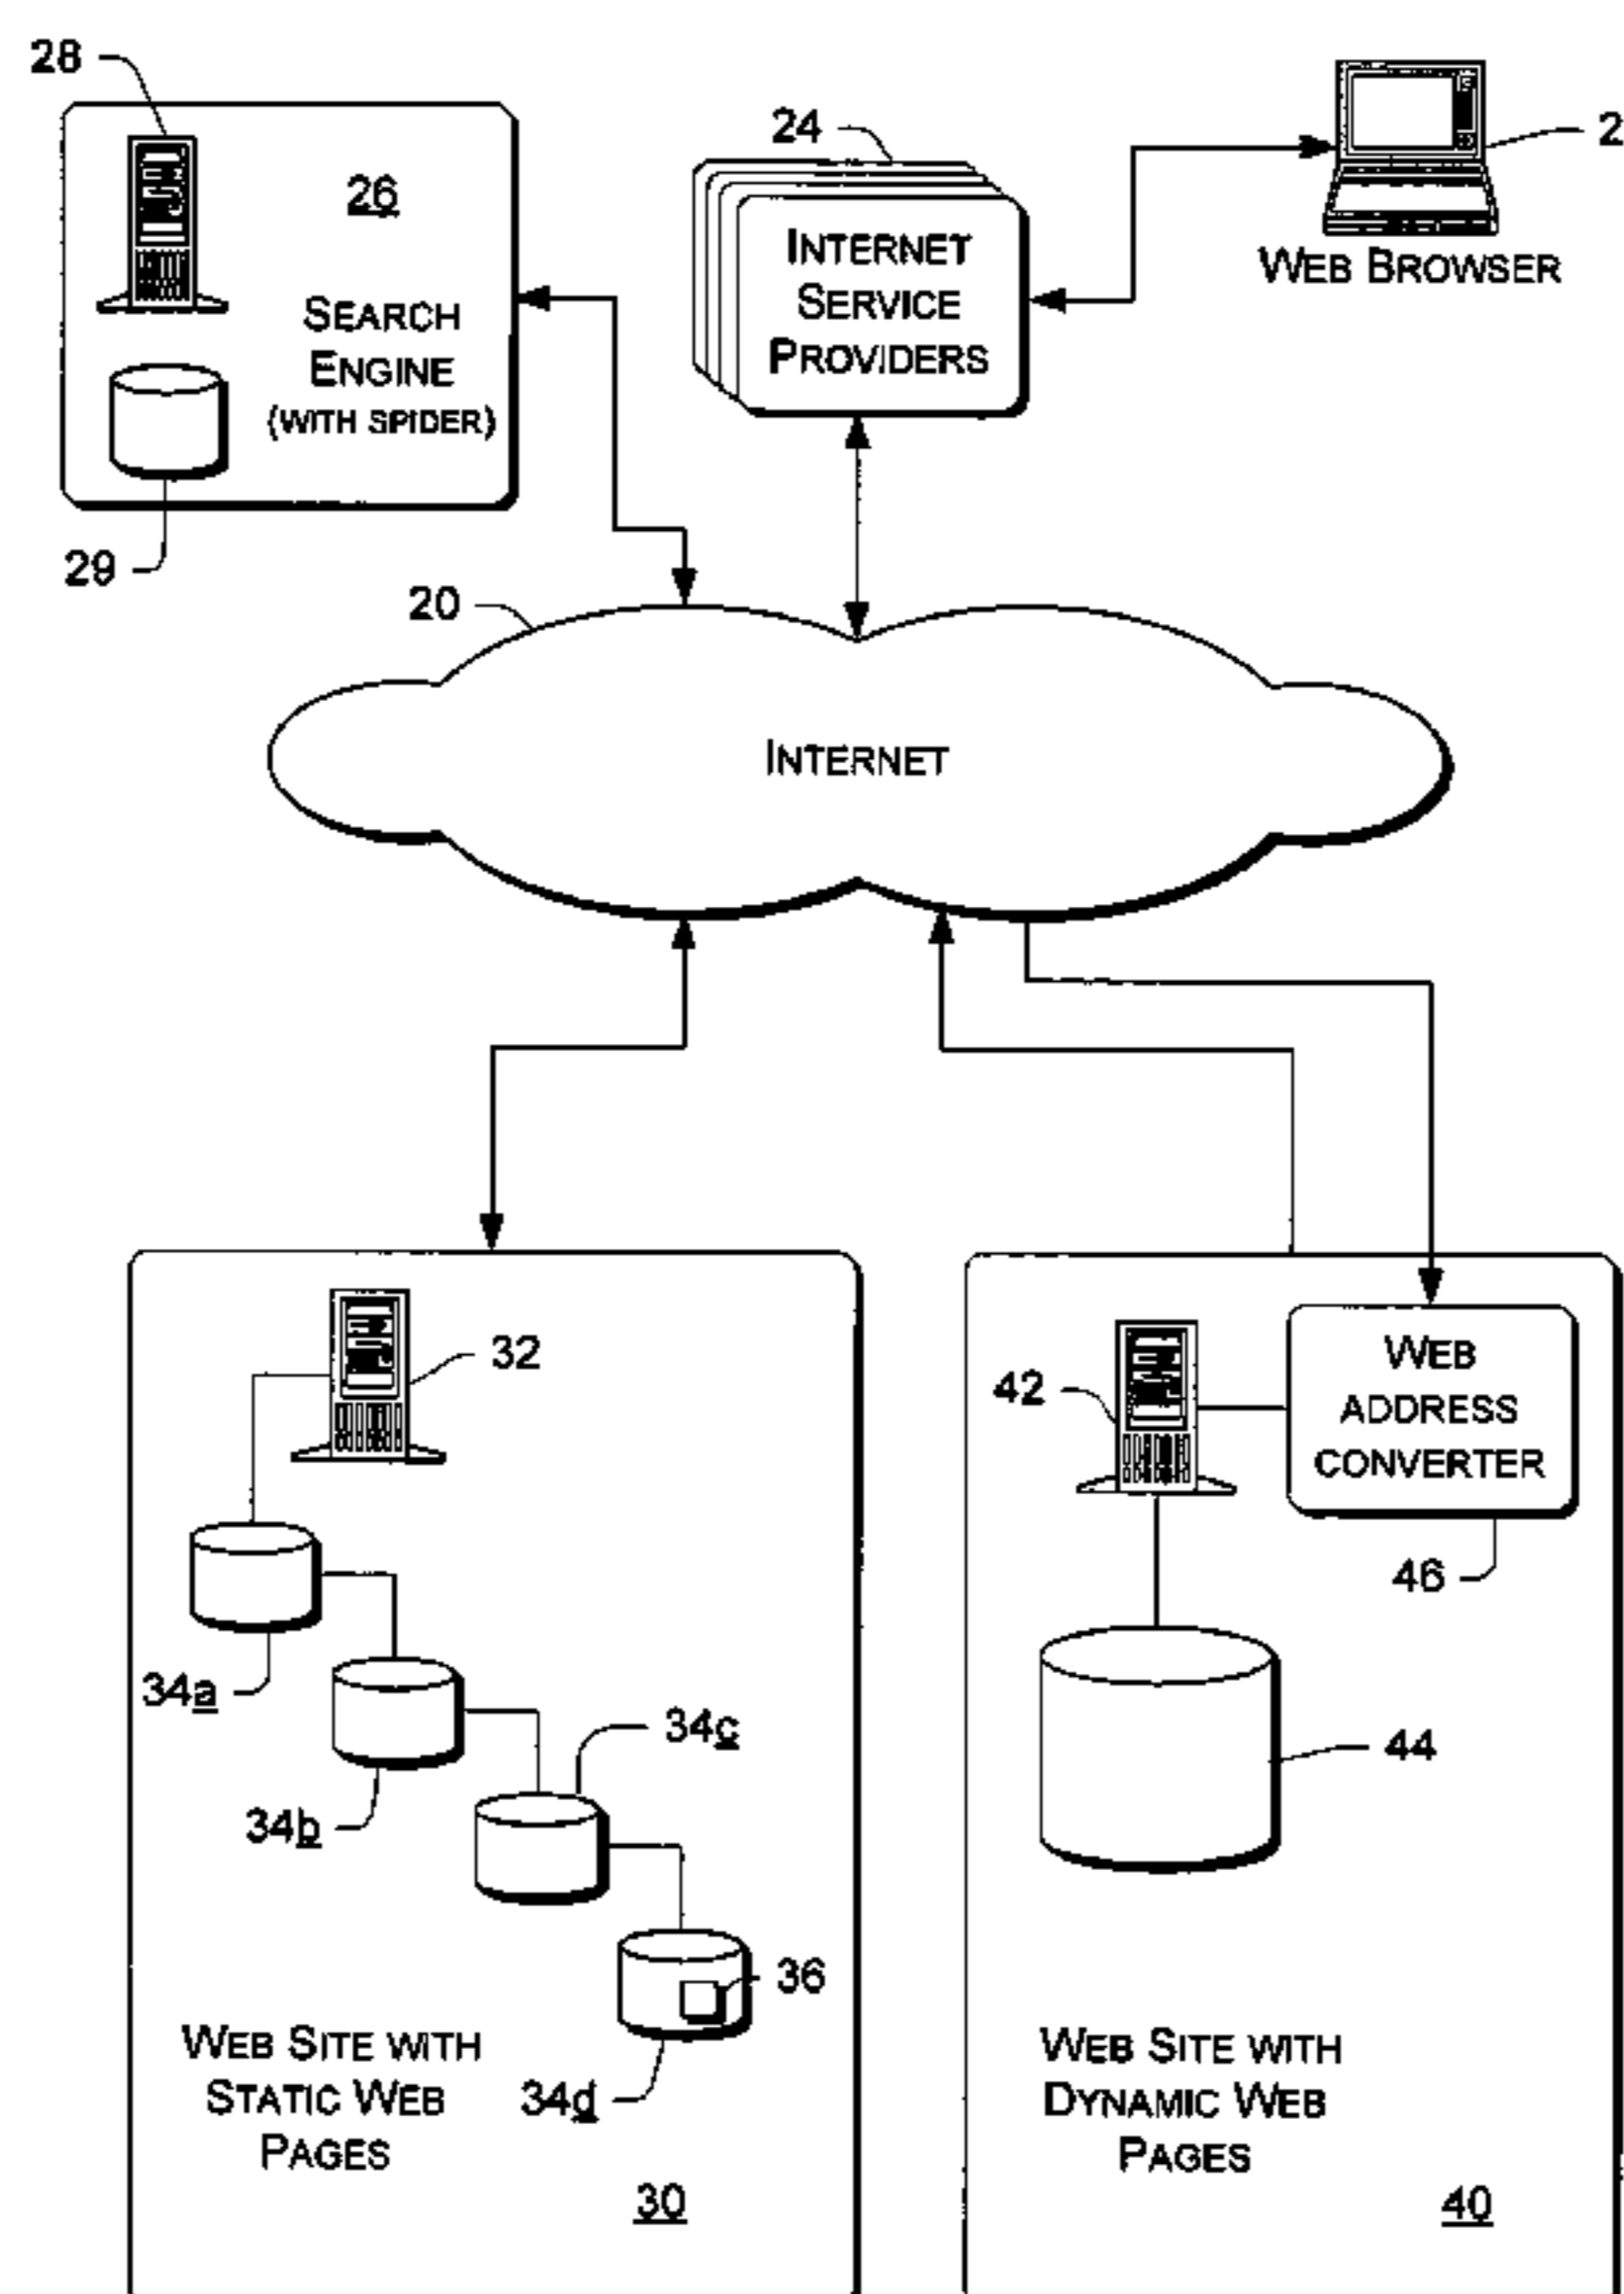 28
24
2
26
INTERNET
SERVICE
PROVIDERS
WEB BROWSER
SEARCH
ENGINE
(WITH SPIDER)
29
20
INTERNET
32
42
WEB
ADDRESS
CONVERTER
46
34a
34b
34c
44
36
34d
WEB SITE WITH
STATIC WEB
PAGES
30
WEB SITE WITH
DYNAMIC WEB
PAGES
40